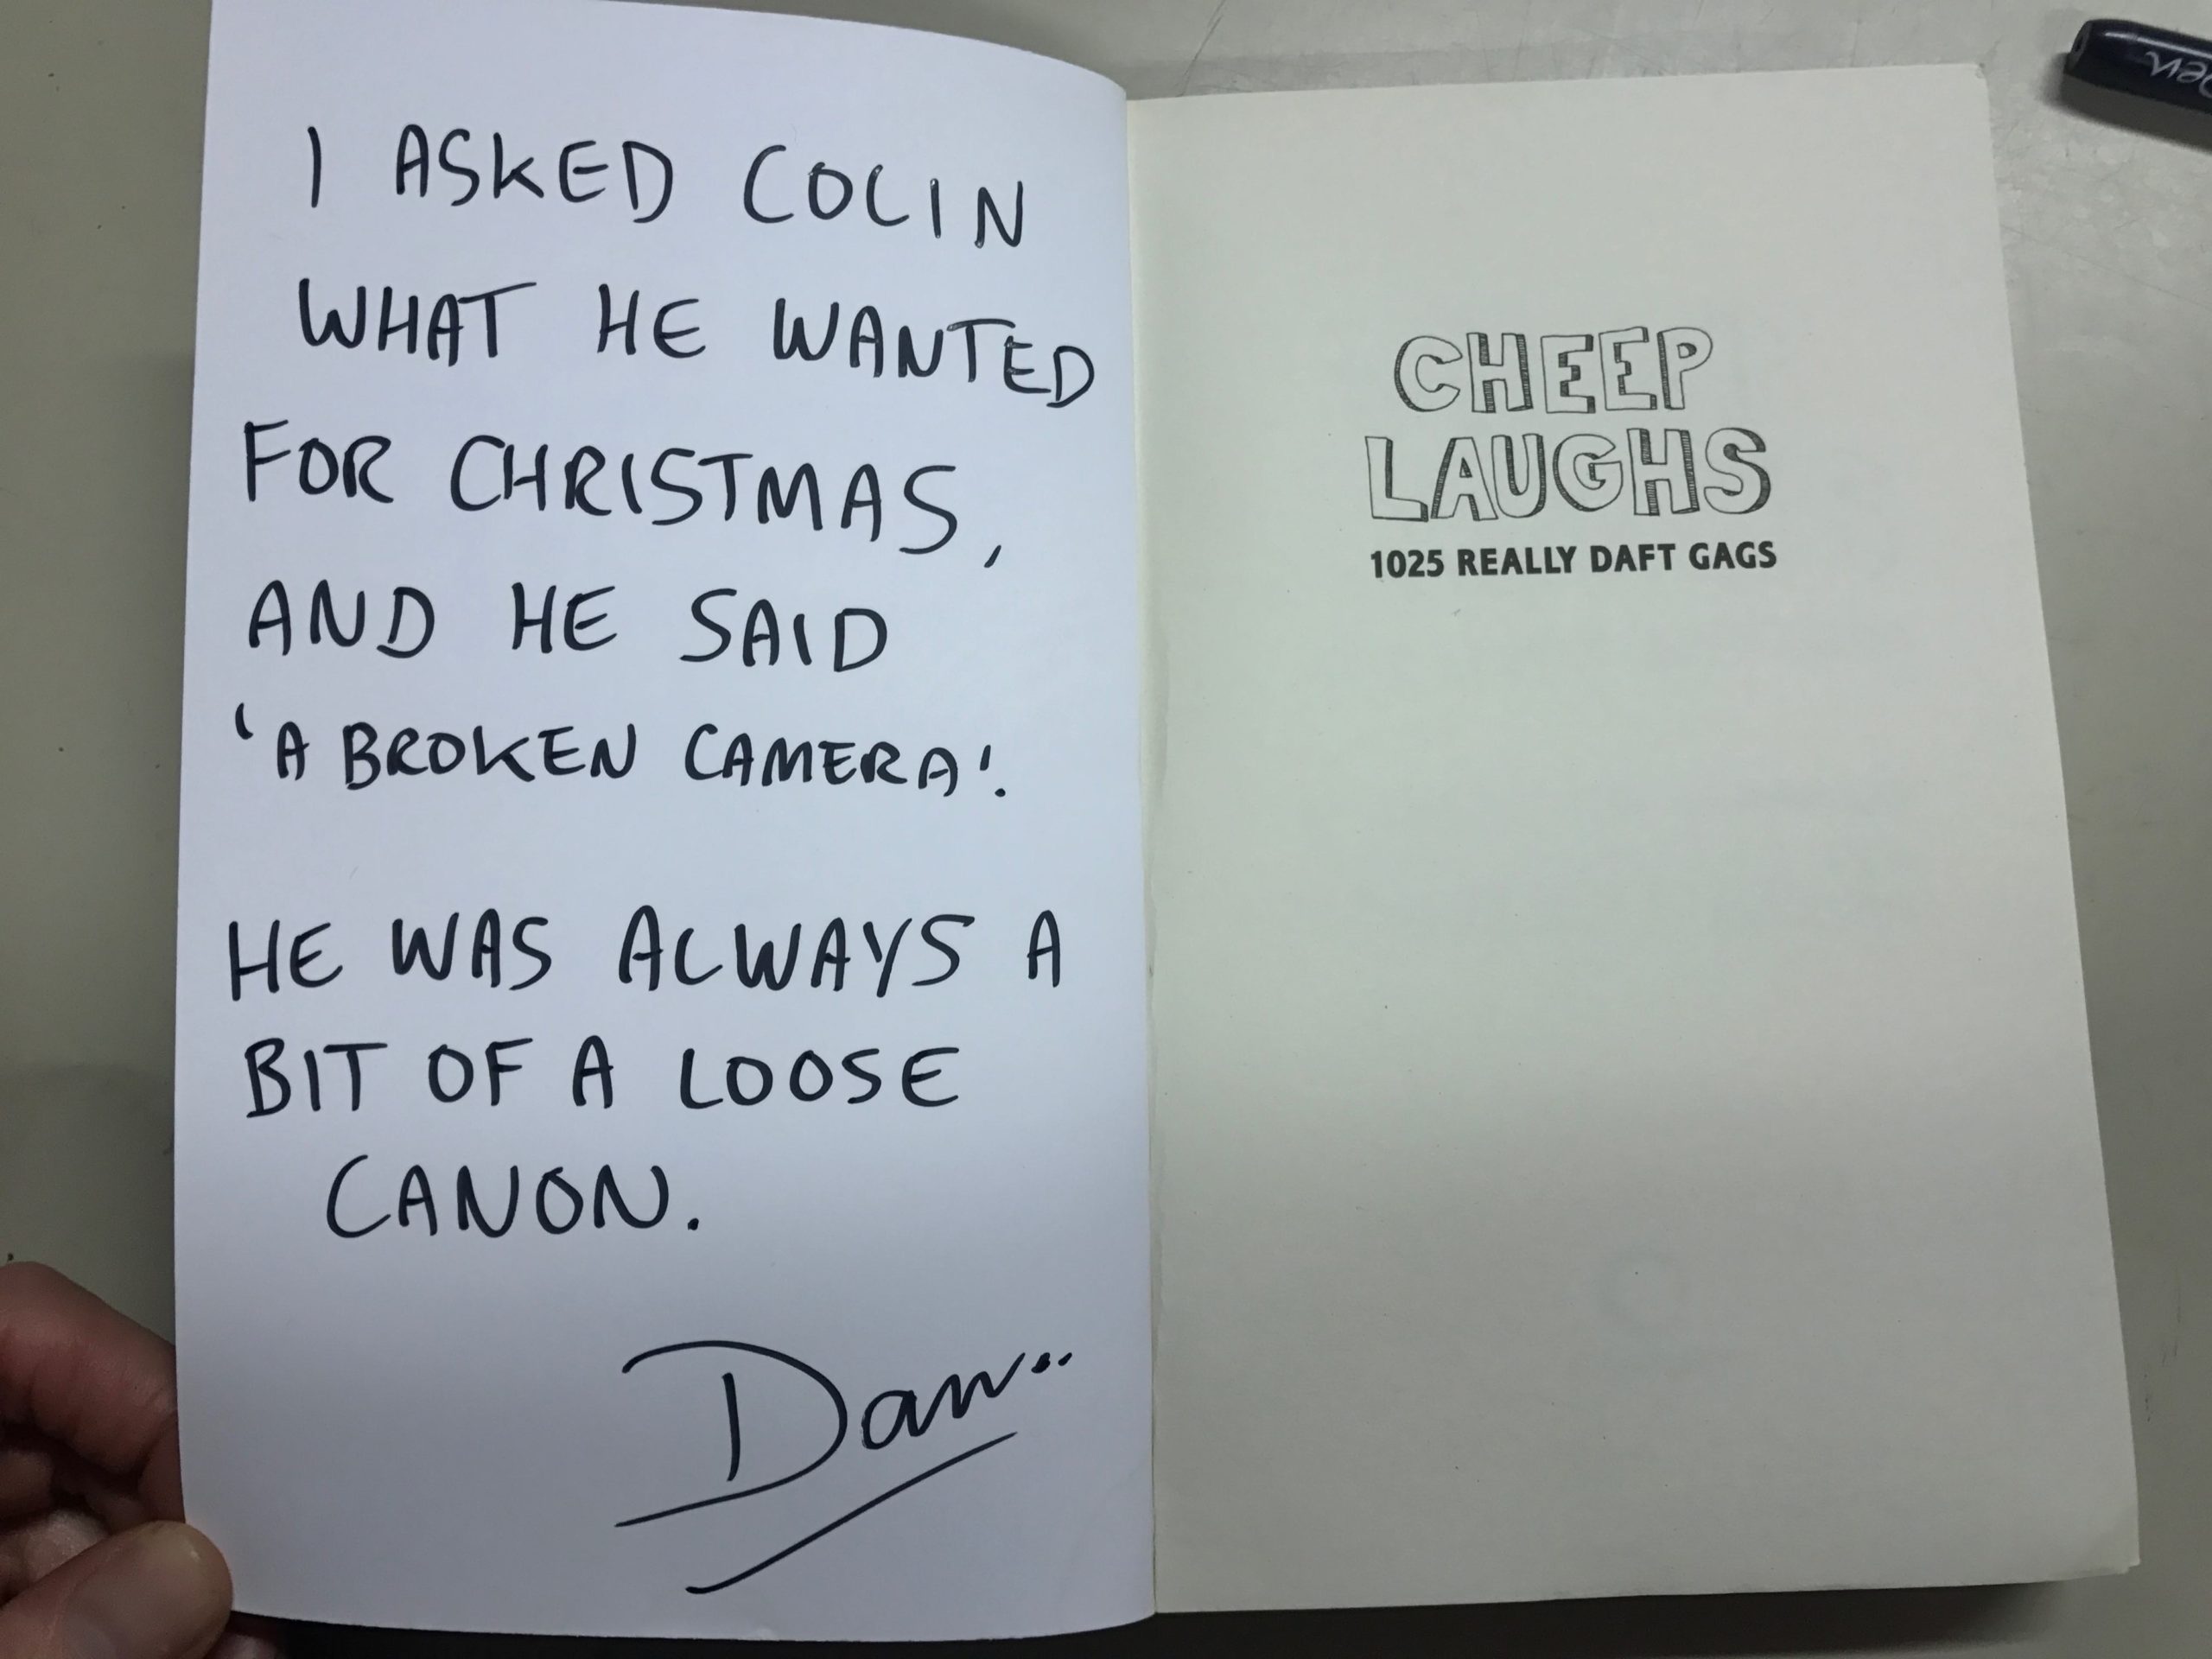 I ASKED COLIN
WHAT HE WANTED
FOR CHRISTMAS,
AND HE SAID
'A BROKEN CAMERA'.
HE WAS ALWAYS A
BIT OF A LOOSE
CANON.
CHEEP
LAUGHS
1025 REALLY DAFT GAGS